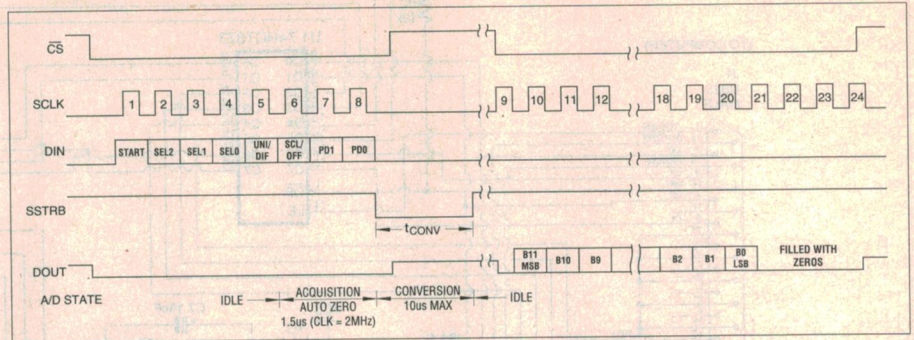 CS
SCLK
1 2 3 4 5 6 7 8 9 10 11 12 18 19 20 21 22 23 24
DIN
START SEL2 SEL1 SEL0 UNI/ DIF SCL/ OFF PD1 PD0
SSTRB
tCONV
DOUT
B11 MSB B10 B9 B2 B1 B0 LSB FILLED WITH ZEROS
A/D STATE
IDLE
ACQUISITION
AUTO ZERO
1.5us (CLK = 2MHz)
CONVERSION
10us MAX
IDLE